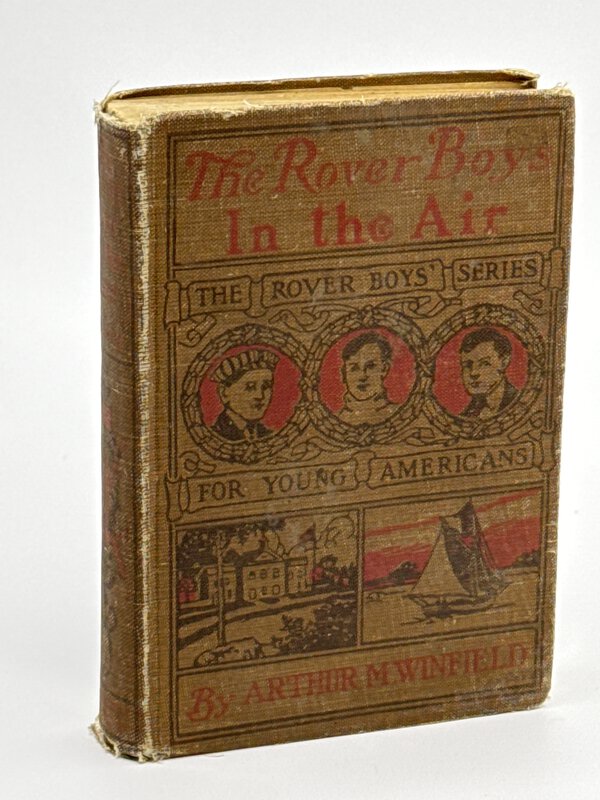 The Rover Boys
In the Air
THE ROVER BOYS' SERIES
FOR YOUNG AMERICANS
By ARTHUR M WINFIELD